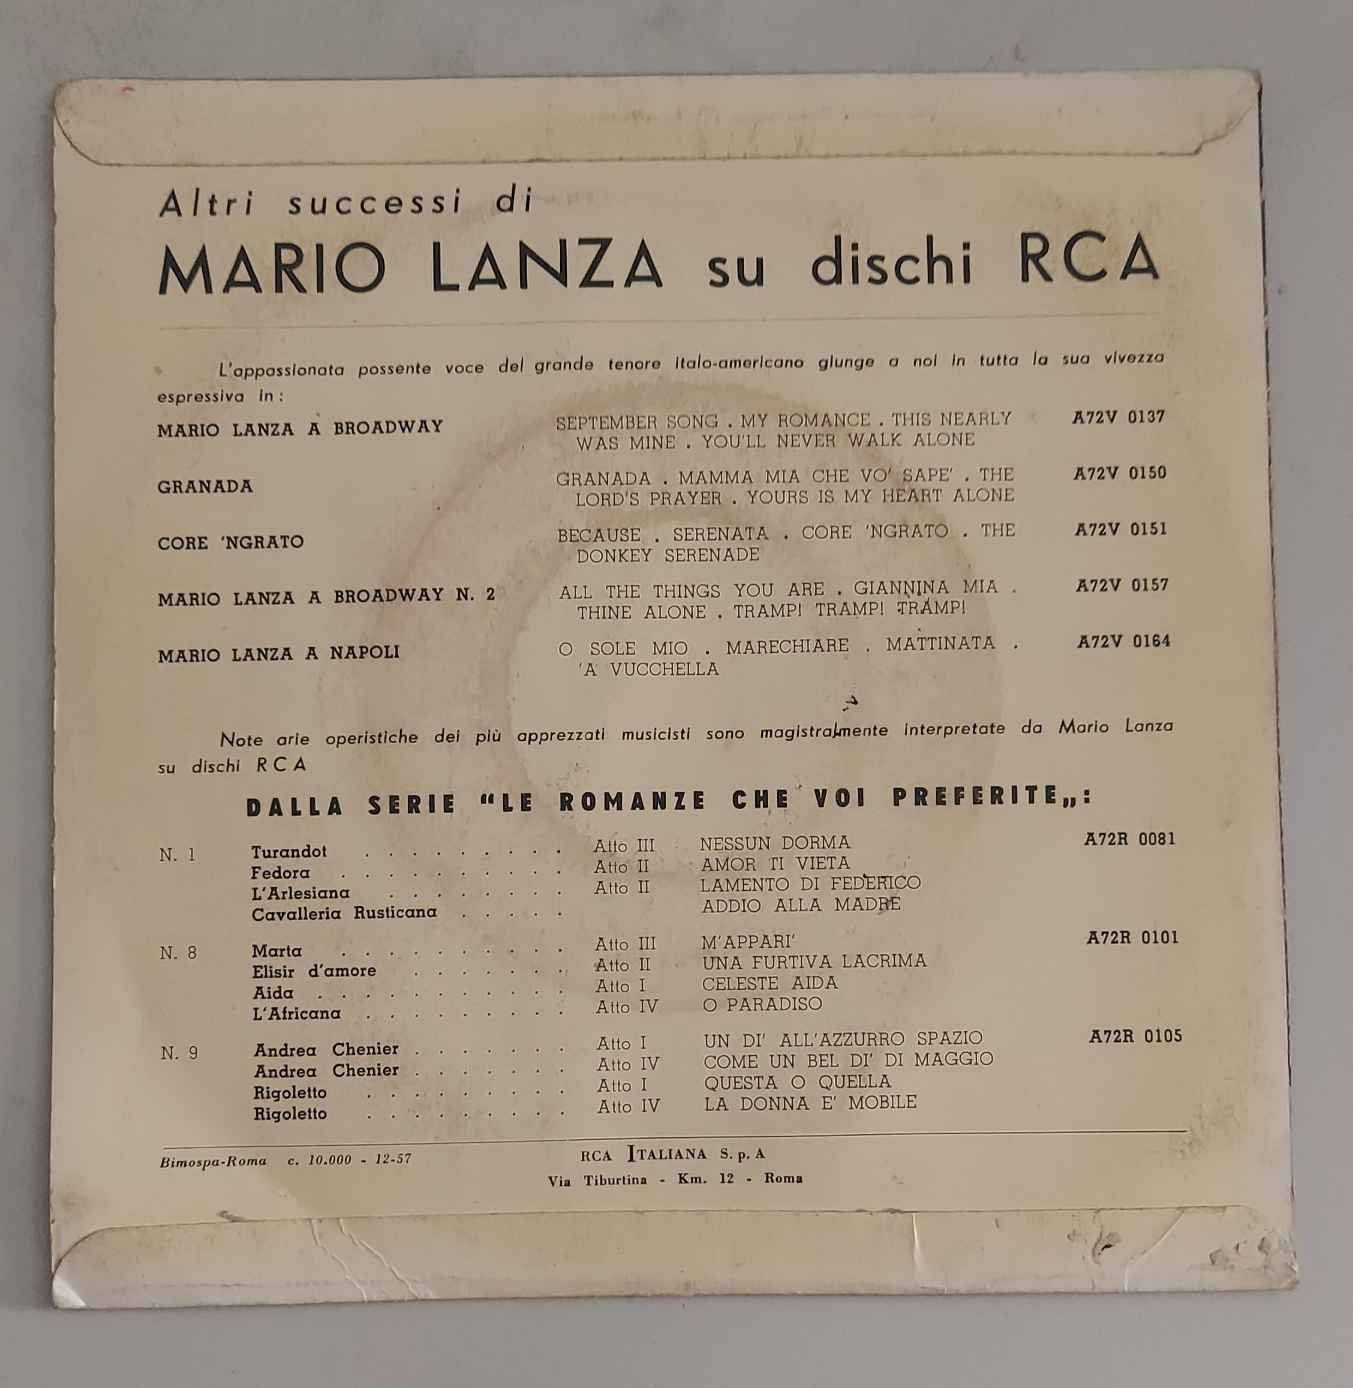 Altri successi di
MARIO LANZA su dischi RCA
L'appassionata possente voce del grande tenore italo-americano giunge a noi in tutta la sua vivezza
espressiva in :
MARIO LANZA A BROADWAY SEPTEMBER SONG . MY ROMANCE . THIS NEARLY A72V 0137
WAS MINE . YOU'LL NEVER WALK ALONE
GRANADA GRANADA . MAMMA MIA CHE VO' SAPE' . THE A72V 0150
LORD'S PRAYER . YOURS IS MY HEART ALONE
CORE 'NGRATO BECAUSE . SERENATA . CORE 'NGRATO . THE A72V 0151
DONKEY SERENADE
MARIO LANZA A BROADWAY N. 2 ALL THE THINGS YOU ARE . GIANNINA MIA . A72V 0157
THINE ALONE . TRAMP! TRAMP! TRAMP!
MARIO LANZA A NAPOLI O SOLE MIO . MARECHIARE . MATTINATA . A72V 0164
'A VUCCHELLA
Note arie operistiche dei più apprezzati musicisti sono magistralmente interpretate da Mario Lanza
su dischi RCA
DALLA SERIE “LE ROMANZE CHE VOI PREFERITE„:
N. 1 Turandot . . . . . . . . . Atto III NESSUN DORMA A72R 0081
Fedora . . . . . . . . . . Atto II AMOR TI VIETA
L'Arlesiana . . . . . . . . Atto II LAMENTO DI FEDERICO
Cavalleria Rusticana . . . . . ADDIO ALLA MADRE
N. 8 Marta . . . . . . . . . . Atto III M'APPARI' A72R 0101
Elisir d'amore . . . . . . . Atto II UNA FURTIVA LACRIMA
Aida . . . . . . . . . . . Atto I CELESTE AIDA
L'Africana . . . . . . . . . Atto IV O PARADISO
N. 9 Andrea Chenier . . . . . . . Atto I UN DI' ALL'AZZURRO SPAZIO A72R 0105
Andrea Chenier . . . . . . . Atto IV COME UN BEL DI' DI MAGGIO
Rigoletto . . . . . . . . . Atto I QUESTA O QUELLA
Rigoletto . . . . . . . . . Atto IV LA DONNA E' MOBILE
Bimospa-Roma c. 10.000 - 12-57 RCA ITALIANA S. p. A
Via Tiburtina - Km. 12 - Roma